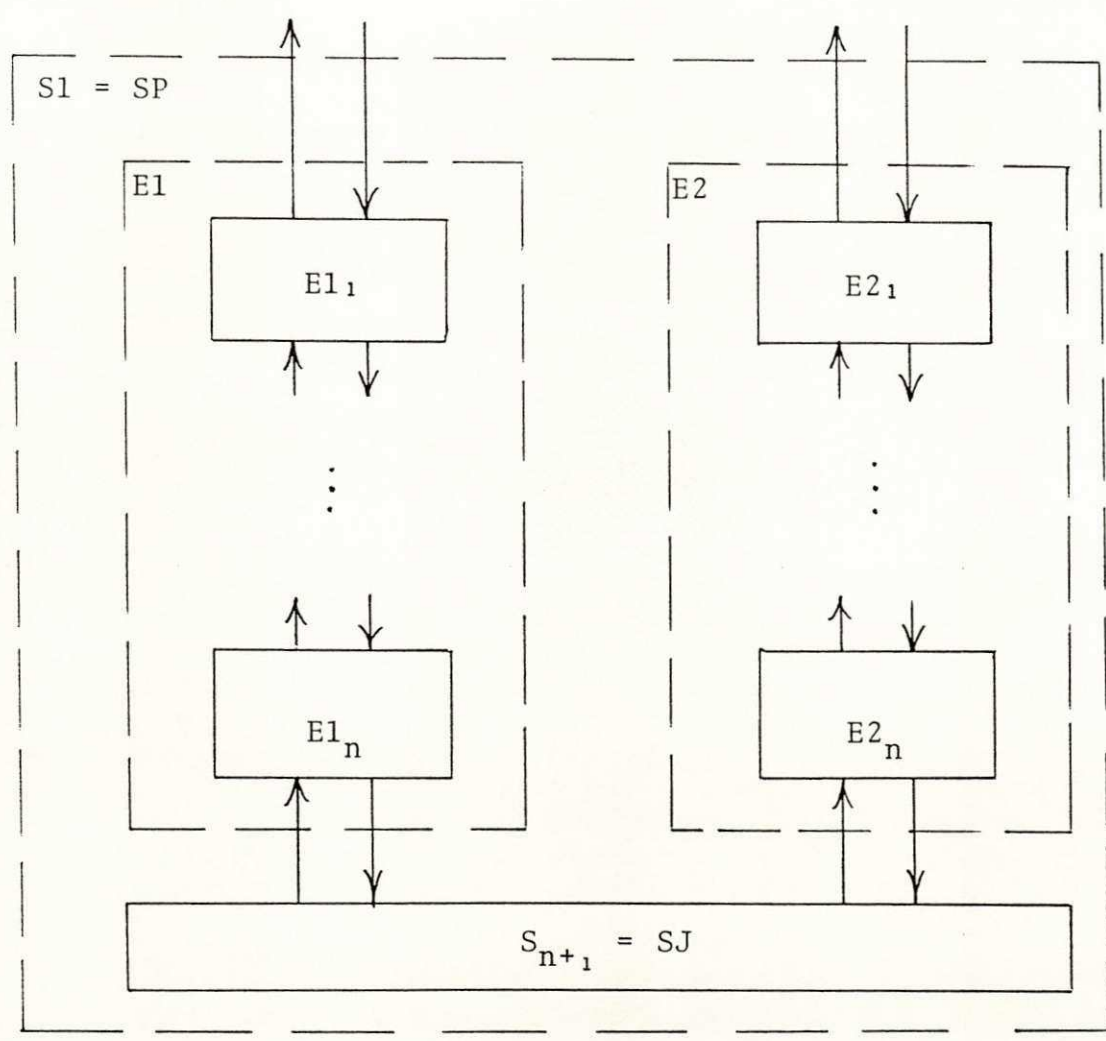 S1 = SP
E1
E2
E1₁
E2₁
E1ₙ
E2ₙ
Sₙ₊₁ = SJ